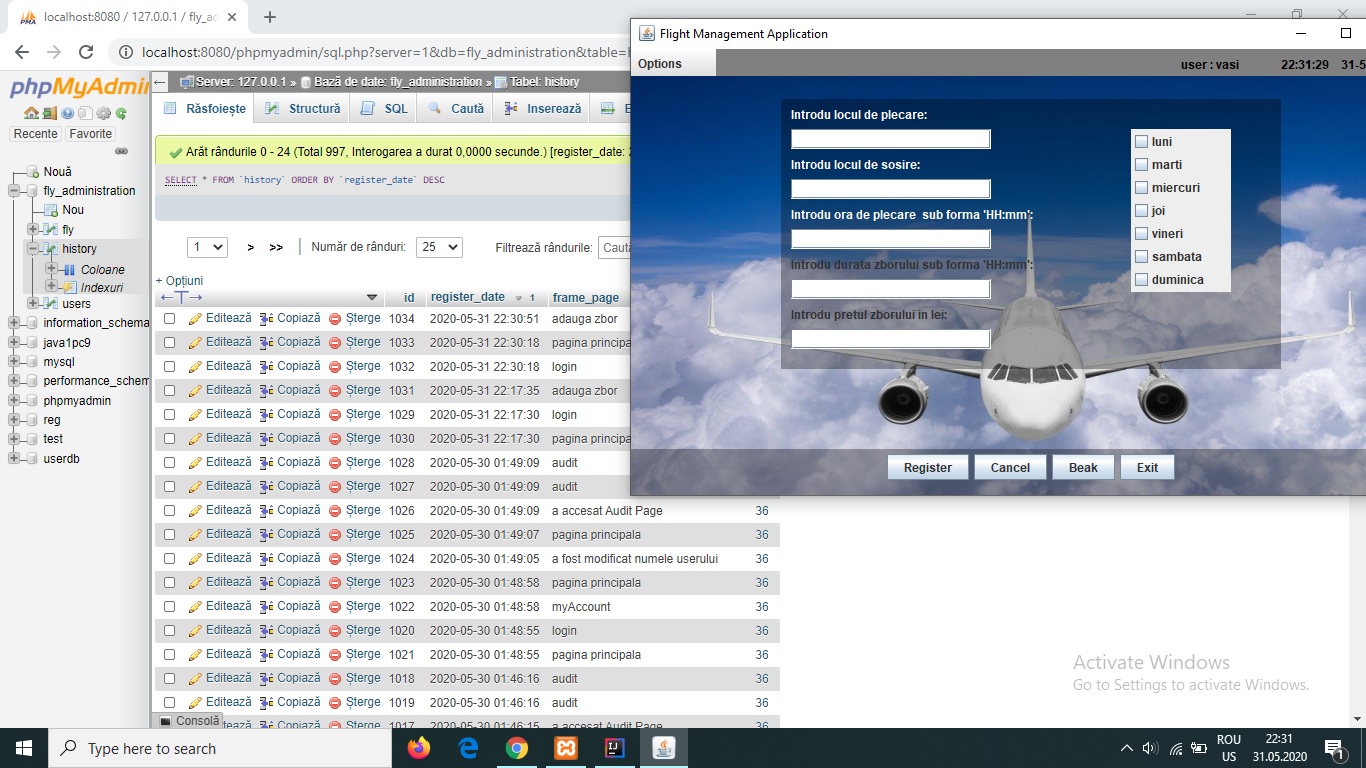 localhost:8080 / 127.0.0.1 / fly_ad
localhost:8080/phpmyadmin/sql.php?server=1&db=fly_administration&table=
phpMyAdmin
Recente Favorite
Nouă
fly_administration
Nou
fly
history
Coloane
Indexuri
users
information_schema
java1pc9
mysql
performance_schem
phpmyadmin
reg
test
userdb
Server: 127.0.0.1 » Bază de date: fly_administration » Tabel: history
Răsfoiește Structură SQL Caută Inserează E
Arăt rândurile 0 - 24 (Total 997, Interogarea a durat 0,0000 secunde.) [register_date:
SELECT * FROM `history` ORDER BY `register_date` DESC
1 > >> Număr de rânduri: 25 Filtrează rândurile: Caută
+ Opțiuni
←T→ id register_date 1 frame_page
Editează Copiază Șterge 1034 2020-05-31 22:30:51 adauga zbor
Editează Copiază Șterge 1033 2020-05-31 22:30:18 pagina principa
Editează Copiază Șterge 1032 2020-05-31 22:30:18 login
Editează Copiază Șterge 1031 2020-05-31 22:17:35 adauga zbor
Editează Copiază Șterge 1029 2020-05-31 22:17:30 login
Editează Copiază Șterge 1030 2020-05-31 22:17:30 pagina principa
Editează Copiază Șterge 1028 2020-05-30 01:49:09 audit
Editează Copiază Șterge 1027 2020-05-30 01:49:09 audit
Editează Copiază Șterge 1026 2020-05-30 01:49:09 a accesat Audit Page 36
Editează Copiază Șterge 1025 2020-05-30 01:49:07 pagina principala 36
Editează Copiază Șterge 1024 2020-05-30 01:49:05 a fost modificat numele userului 36
Editează Copiază Șterge 1023 2020-05-30 01:48:58 pagina principala 36
Editează Copiază Șterge 1022 2020-05-30 01:48:58 myAccount 36
Editează Copiază Șterge 1020 2020-05-30 01:48:55 login 36
Editează Copiază Șterge 1021 2020-05-30 01:48:55 pagina principala 36
Editează Copiază Șterge 1018 2020-05-30 01:46:16 audit 36
Editează Copiază Șterge 1019 2020-05-30 01:46:16 audit 36
Consolă tează Copiază Șterge 1017 2020-05-30 01:46:15 a accesat Audit Page 36
Flight Management Application
Options user : vasi 22:31:29 31-5
Introdu locul de plecare:
Introdu locul de sosire:
Introdu ora de plecare sub forma 'HH:mm':
Introdu durata zborului sub forma 'HH:mm':
Introdu pretul zborului in lei:
luni
marti
miercuri
joi
vineri
sambata
duminica
Register Cancel Beak Exit
Activate Windows
Go to Settings to activate Windows.
Type here to search
ROU
US
22:31
31.05.2020
1